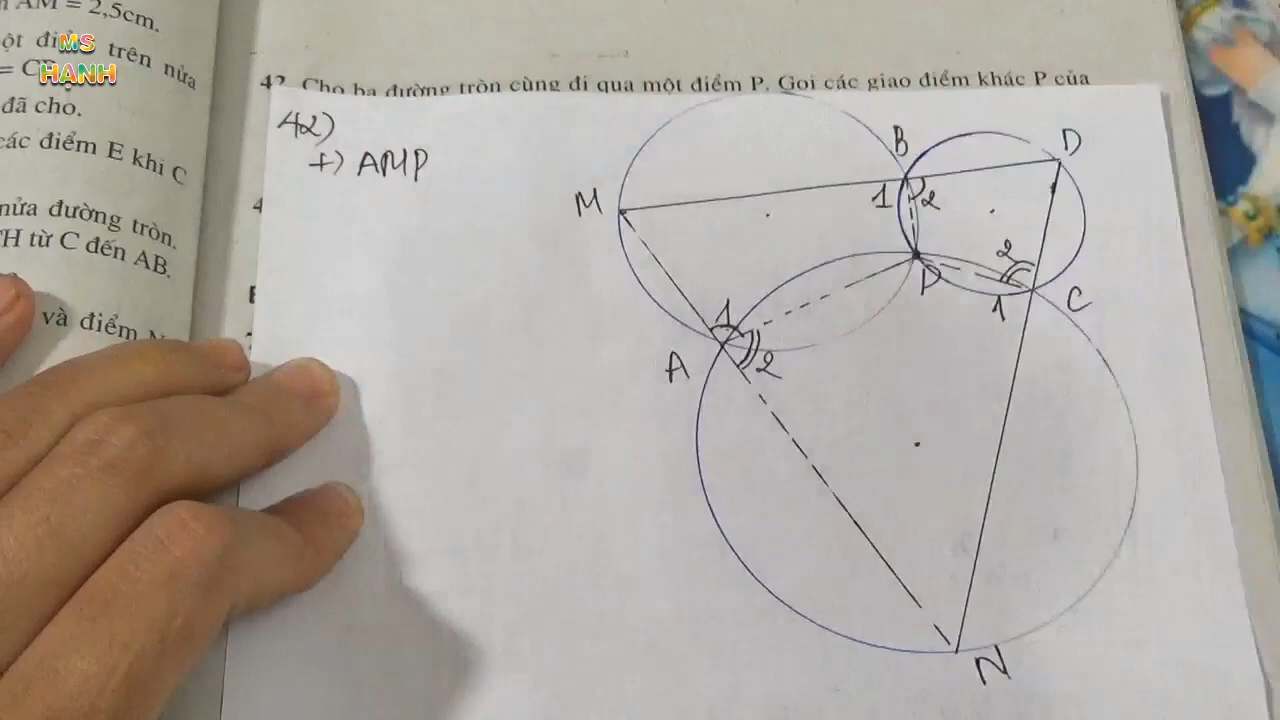 AM = 2,5cm.
MS
HẠNH
trên nửa
đã cho.
các điểm E khi C
nửa đường tròn.
H từ C đến AB.
và điểm
42. Cho ba đường tròn cùng đi qua một điểm P. Gọi các giao điểm khác P của
42)
+) AMP
B
D
M
1
2
P
2
1
C
A
1
2
N